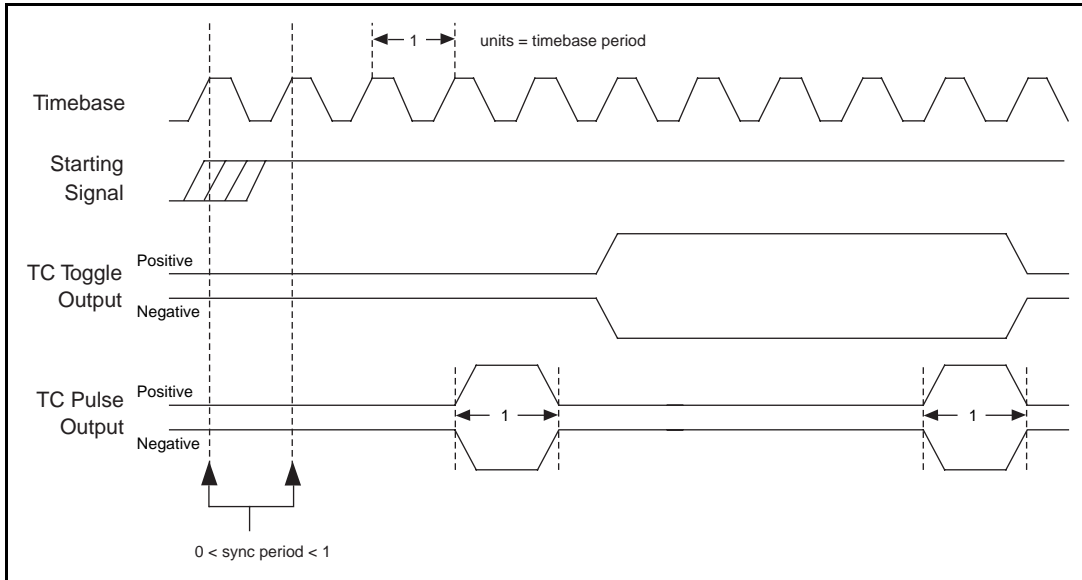 1
units = timebase period
Timebase
Starting
Signal
Positive
TC Toggle
Output
Negative
Positive
TC Pulse
Output
Negative
1
1
0 < sync period < 1